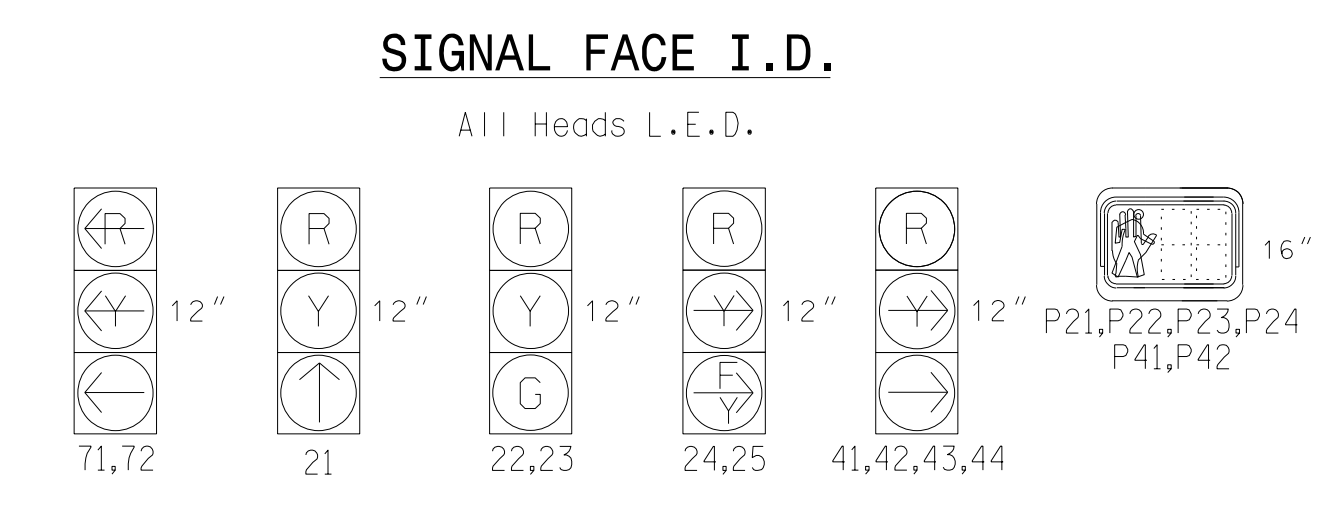 SIGNAL FACE I.D.
All Heads L.E.D.
R R R R R
Y 12" Y 12" Y 12" Y 12" Y 12" 16"
G F Y
71,72 21 22,23 24,25 41,42,43,44 P21,P22,P23,P24
P41,P42